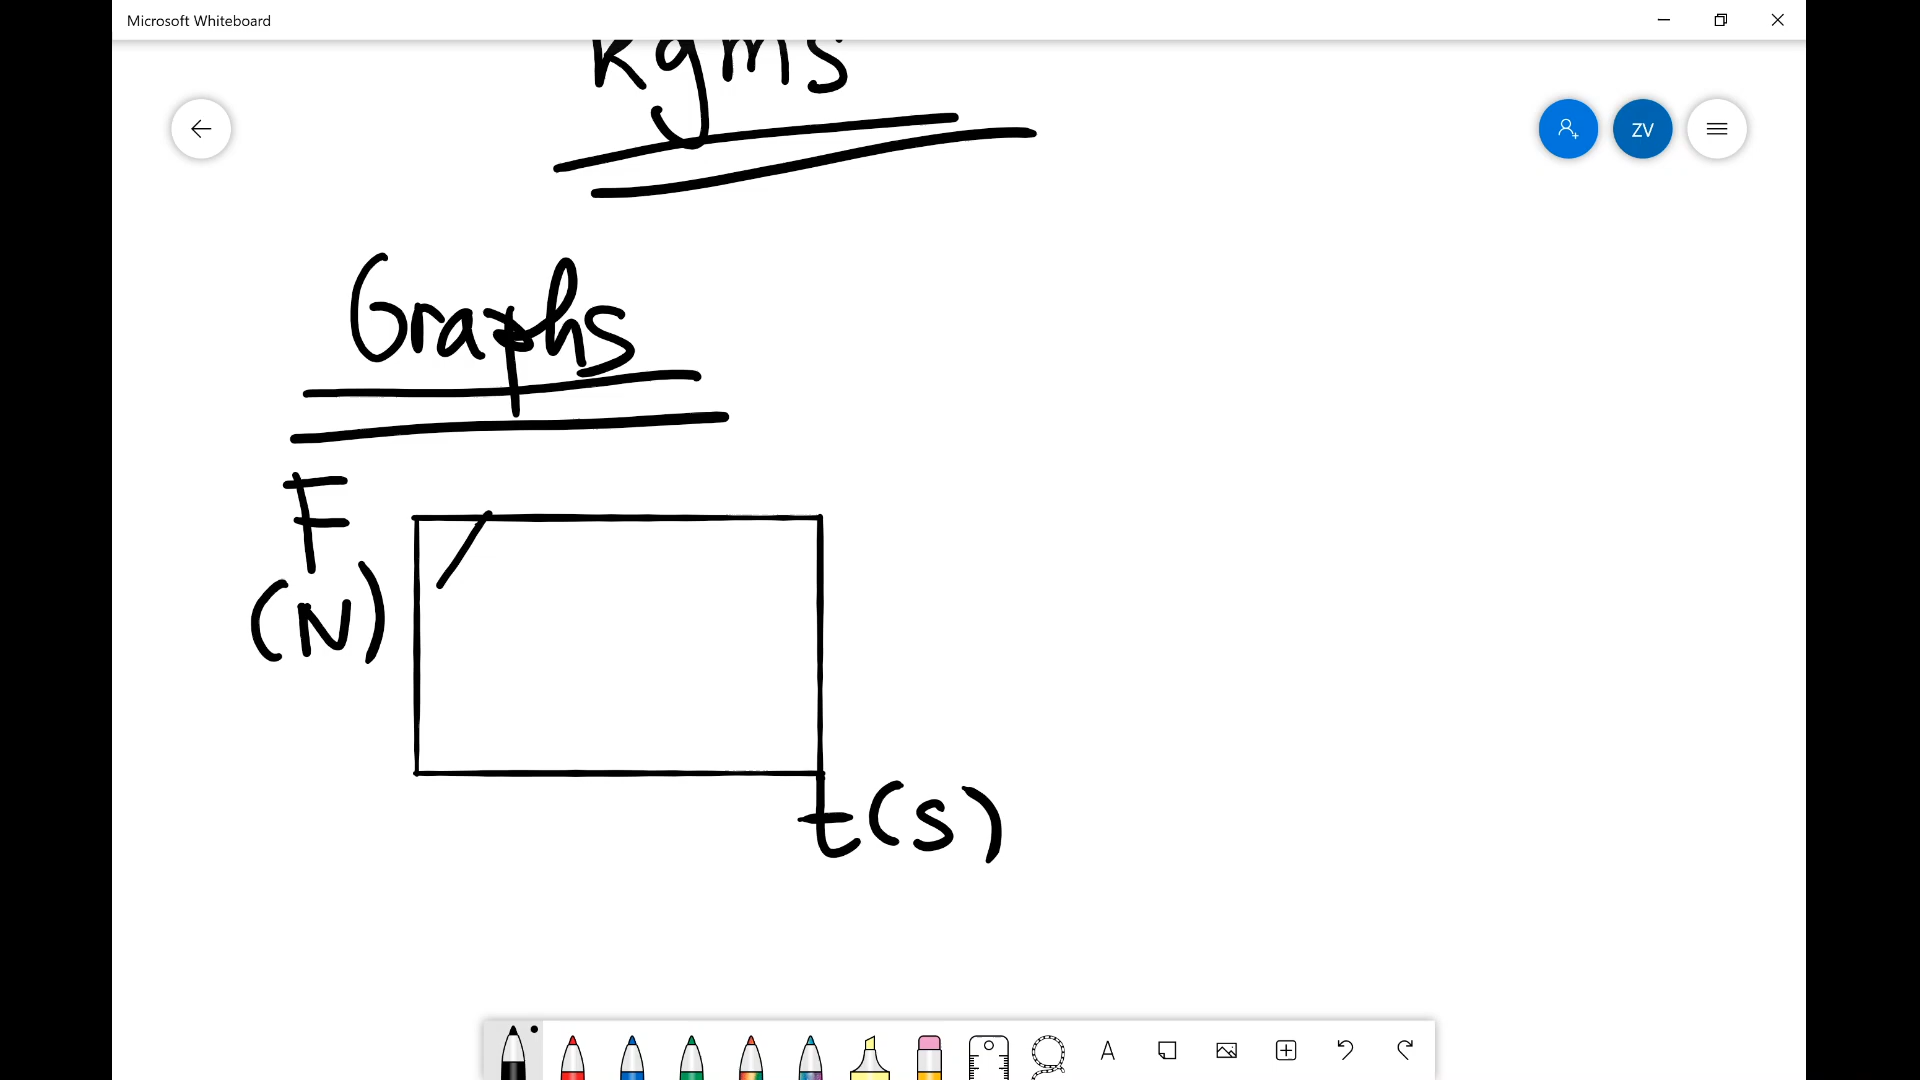 Microsoft Whiteboard
kgms
ZV
Graphs
F
(N)
t(s)
A